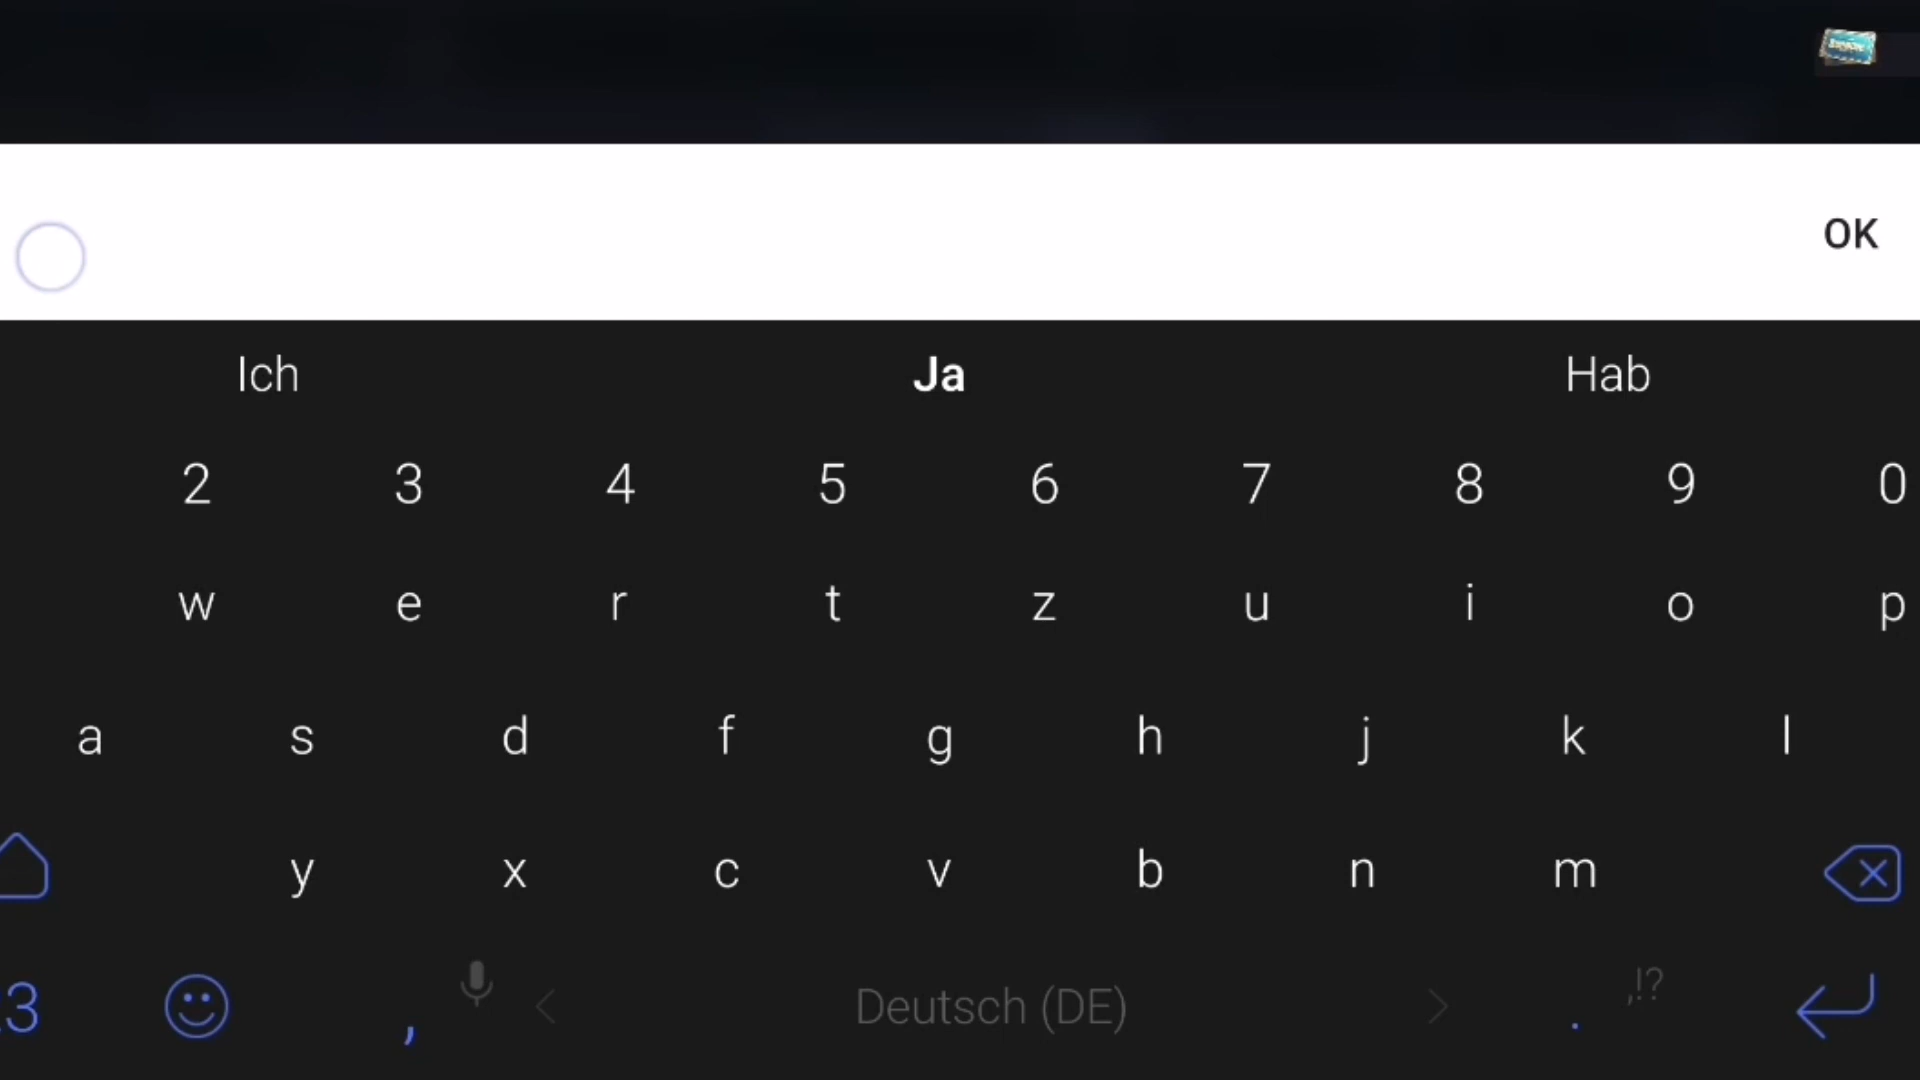 OK
Ich Ja Hab
2 3 4 5 6 7 8 9 0
w e r t z u i o p
a s d f g h j k l
y x c v b n m
3 , < Deutsch (DE) > . ,!?